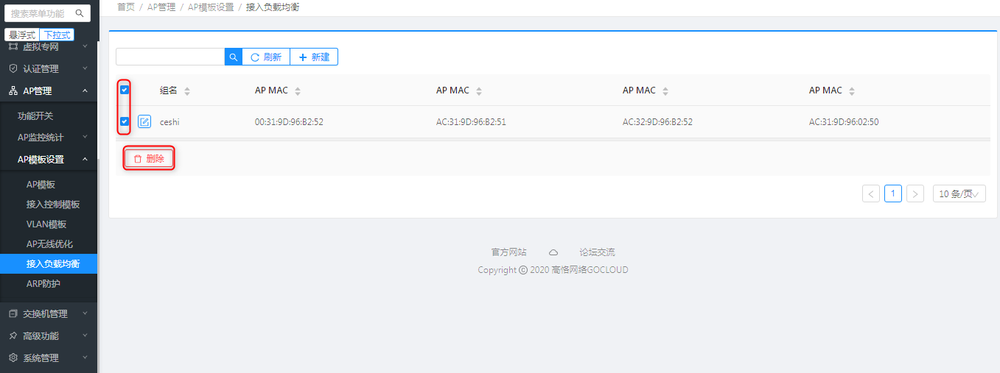 搜索菜单功能
悬浮式 下拉式
虚拟专网
认证管理
AP管理
功能开关
AP监控统计
AP模板设置
AP模板
接入控制模板
VLAN模板
AP无线优化
接入负载均衡
ARP防护
交换机管理
高级功能
系统管理
首页 / AP管理 / AP模板设置 / 接入负载均衡
刷新 新建
组名 AP MAC AP MAC AP MAC AP MAC
ceshi 00:31:9D:96:B2:52 AC:31:9D:96:B2:51 AC:32:9D:96:B2:52 AC:31:9D:96:02:50
删除
< 1 > 10 条/页
官方网站 论坛交流
Copyright © 2020 高恪网络GOCLOUD